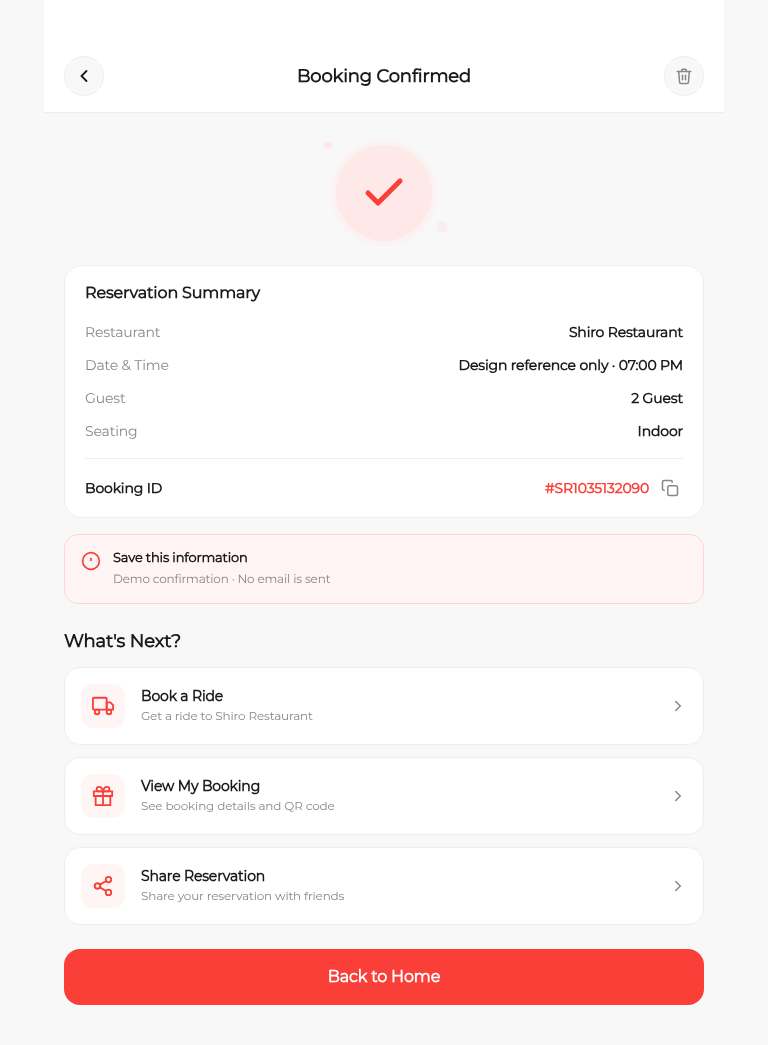 Booking Confirmed
Reservation Summary
Restaurant Shiro Restaurant
Date & Time Design reference only · 07:00 PM
Guest 2 Guest
Seating Indoor
Booking ID #SR1035132090
Save this information
Demo confirmation · No email is sent
What's Next?
Book a Ride
Get a ride to Shiro Restaurant
View My Booking
See booking details and QR code
Share Reservation
Share your reservation with friends
Back to Home